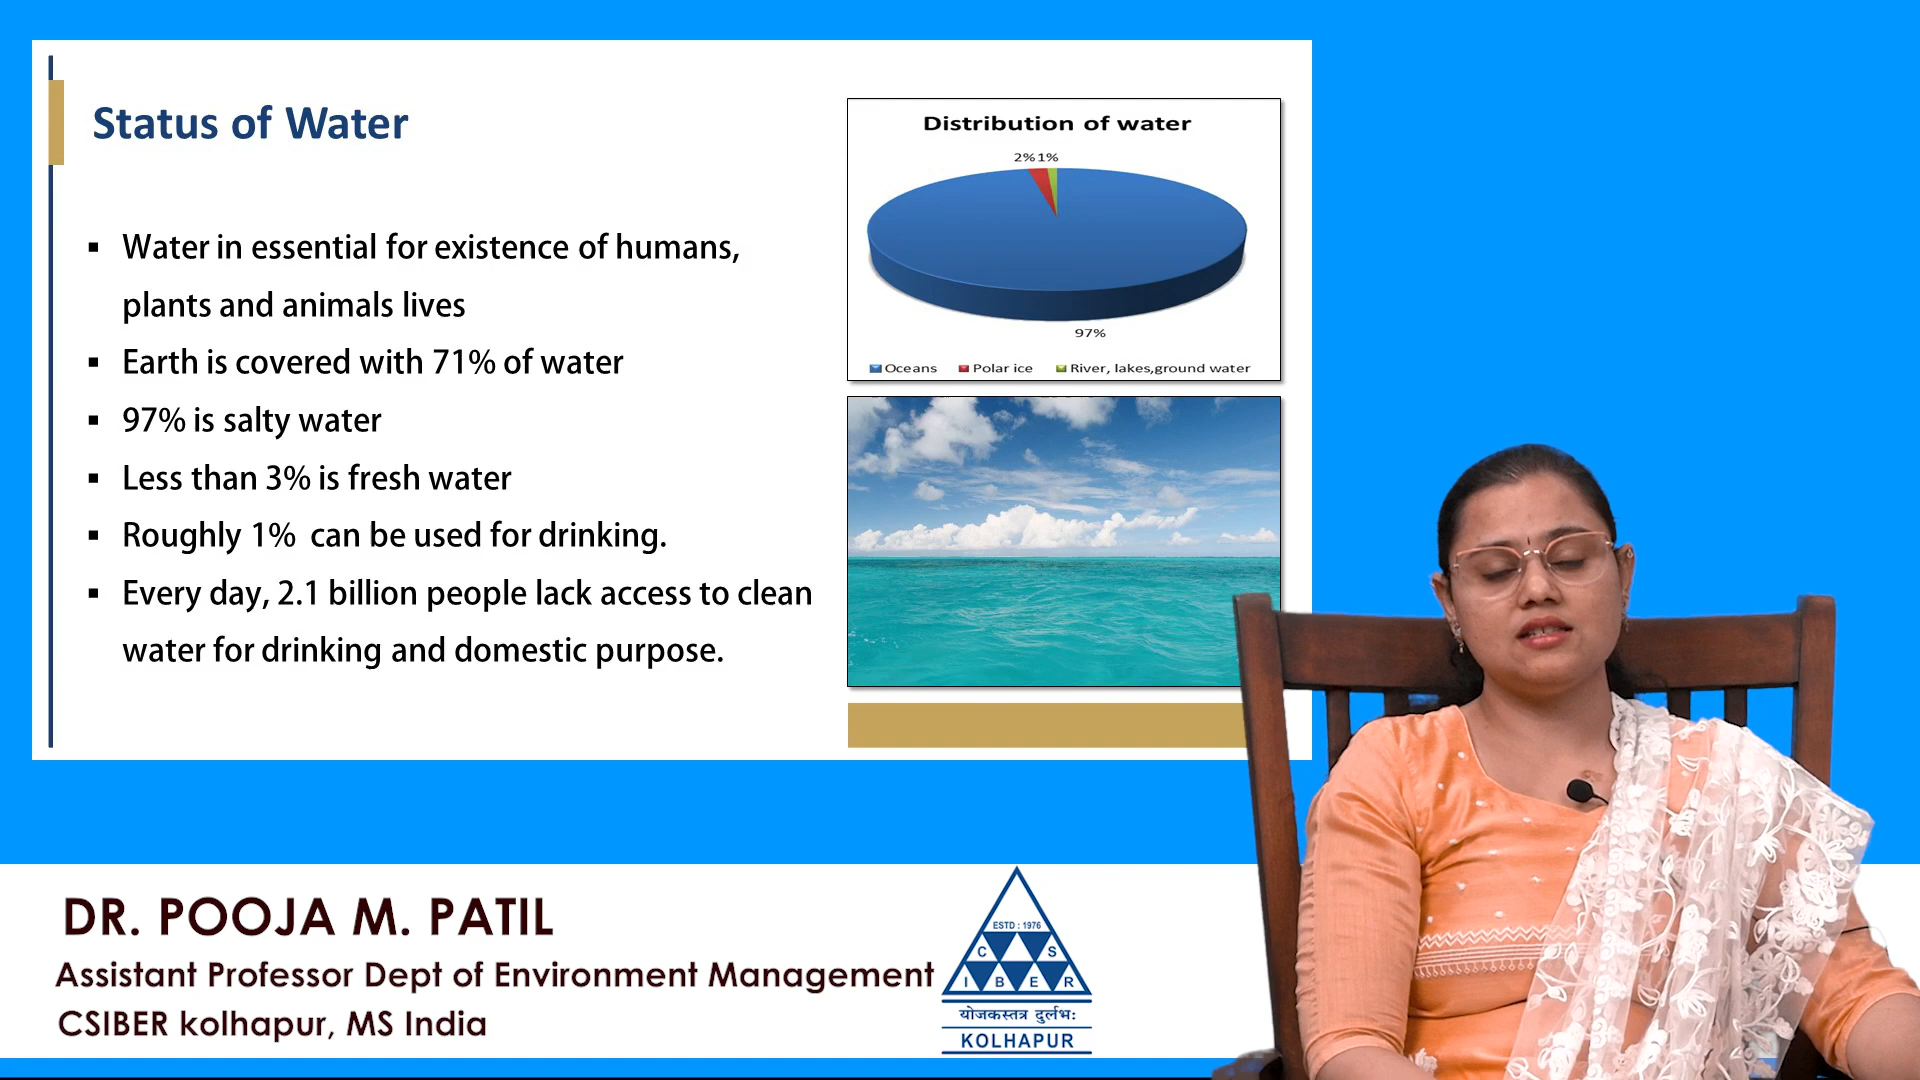 Status of Water
Water in essential for existence of humans,
plants and animals lives
Earth is covered with 71% of water
97% is salty water
Less than 3% is fresh water
Roughly 1% can be used for drinking.
Every day, 2.1 billion people lack access to clean
water for drinking and domestic purpose.
Distribution of water
2% 1%
97%
Oceans Polar ice River, lakes,ground water
DR. POOJA M. PATIL
Assistant Professor Dept of Environment Management
CSIBER kolhapur, MS India
ESTD : 1976
C S
I B E R
योजकस्तत्र दुर्लभः
KOLHAPUR